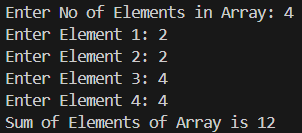 Enter No of Elements in Array: 4
Enter Element 1: 2
Enter Element 2: 2
Enter Element 3: 4
Enter Element 4: 4
Sum of Elements of Array is 12